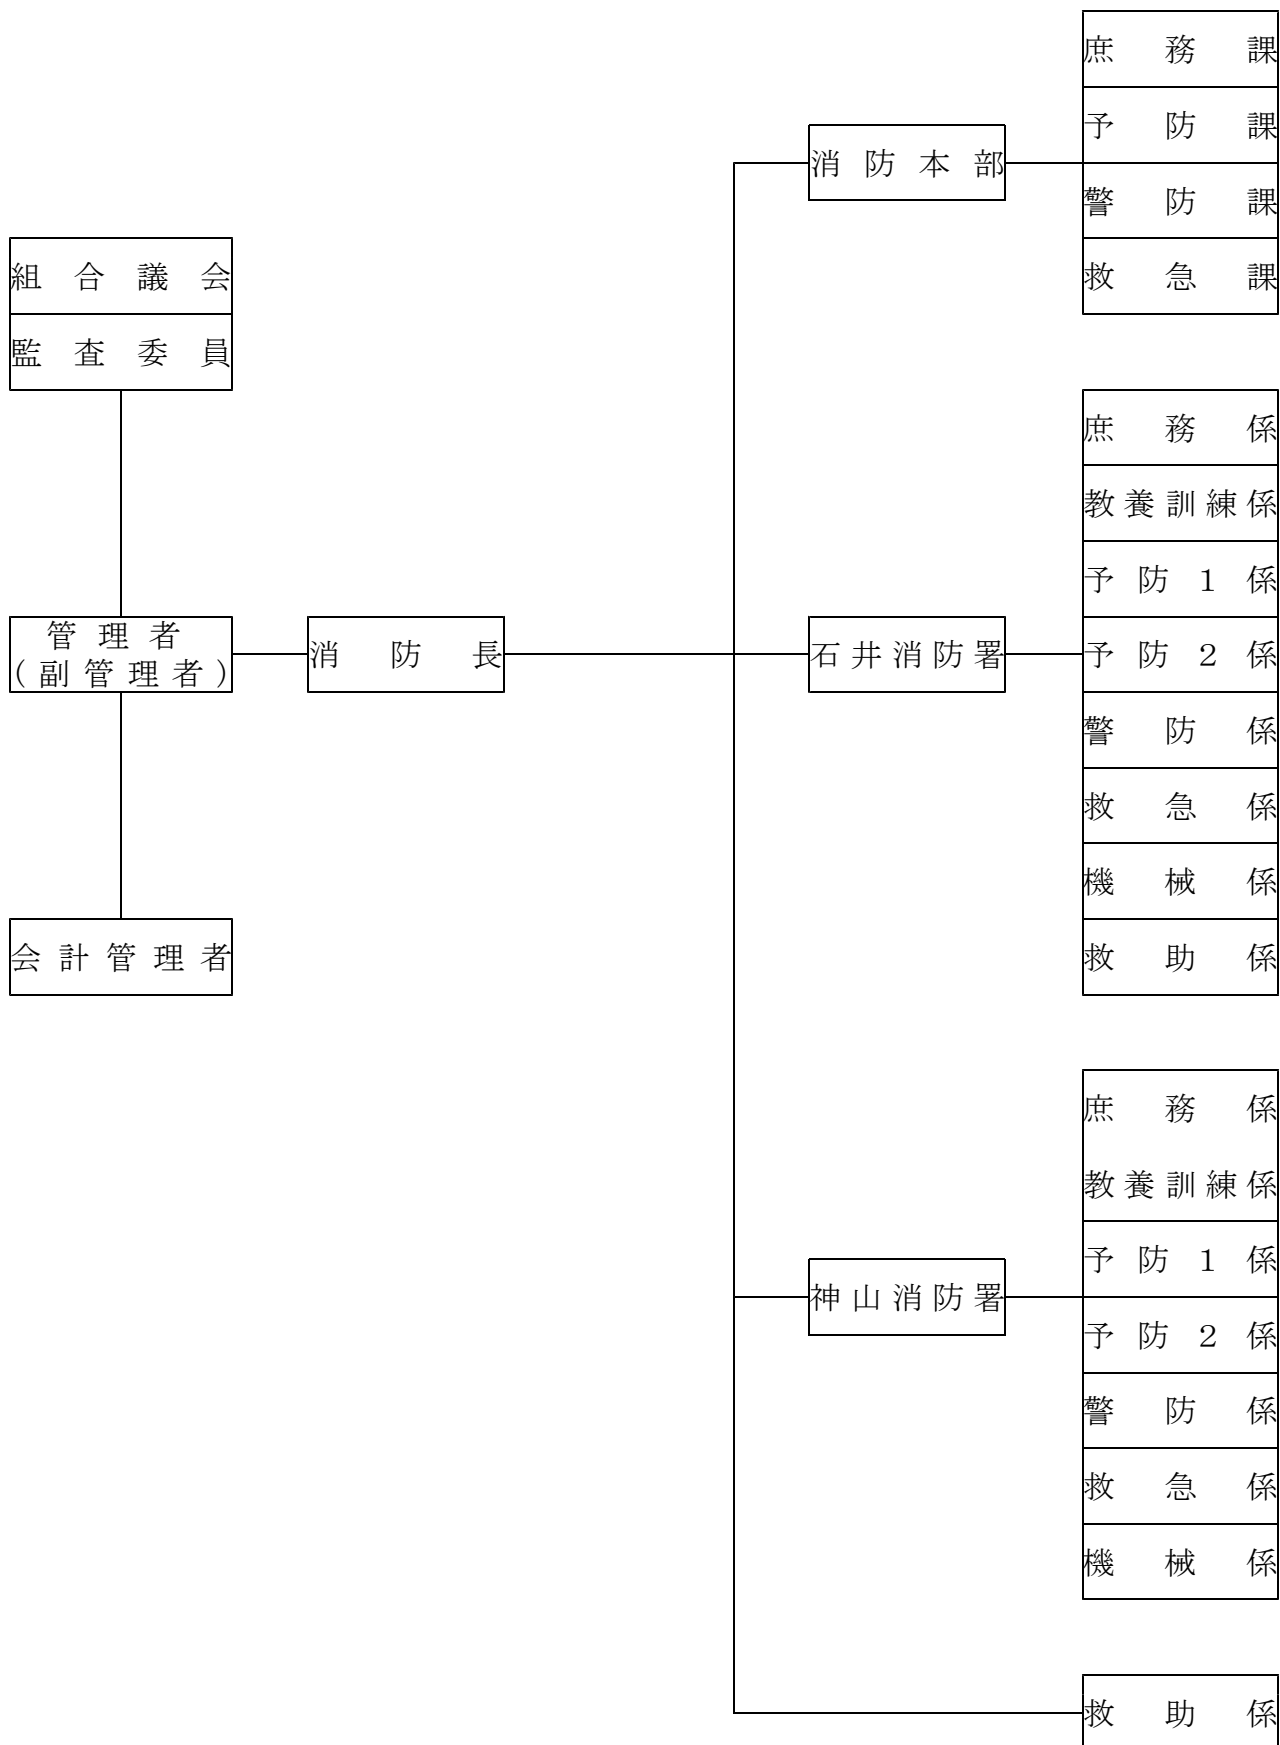 組合議会
監査委員
管理者
(副管理者)
会計管理者
消防長
消防本部
庶務課
予防課
警防課
救急課
石井消防署
庶務係
教養訓練係
予防1係
予防2係
警防係
救急係
機械係
救助係
神山消防署
庶務係
教養訓練係
予防1係
予防2係
警防係
救急係
機械係
救助係